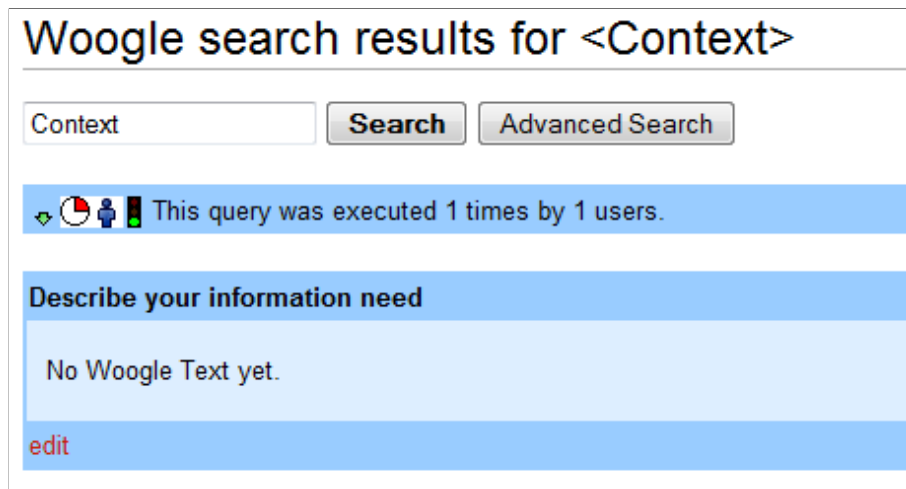 Woogle search results for <Context>
Context Search Advanced Search
This query was executed 1 times by 1 users.
Describe your information need
No Woogle Text yet.
edit